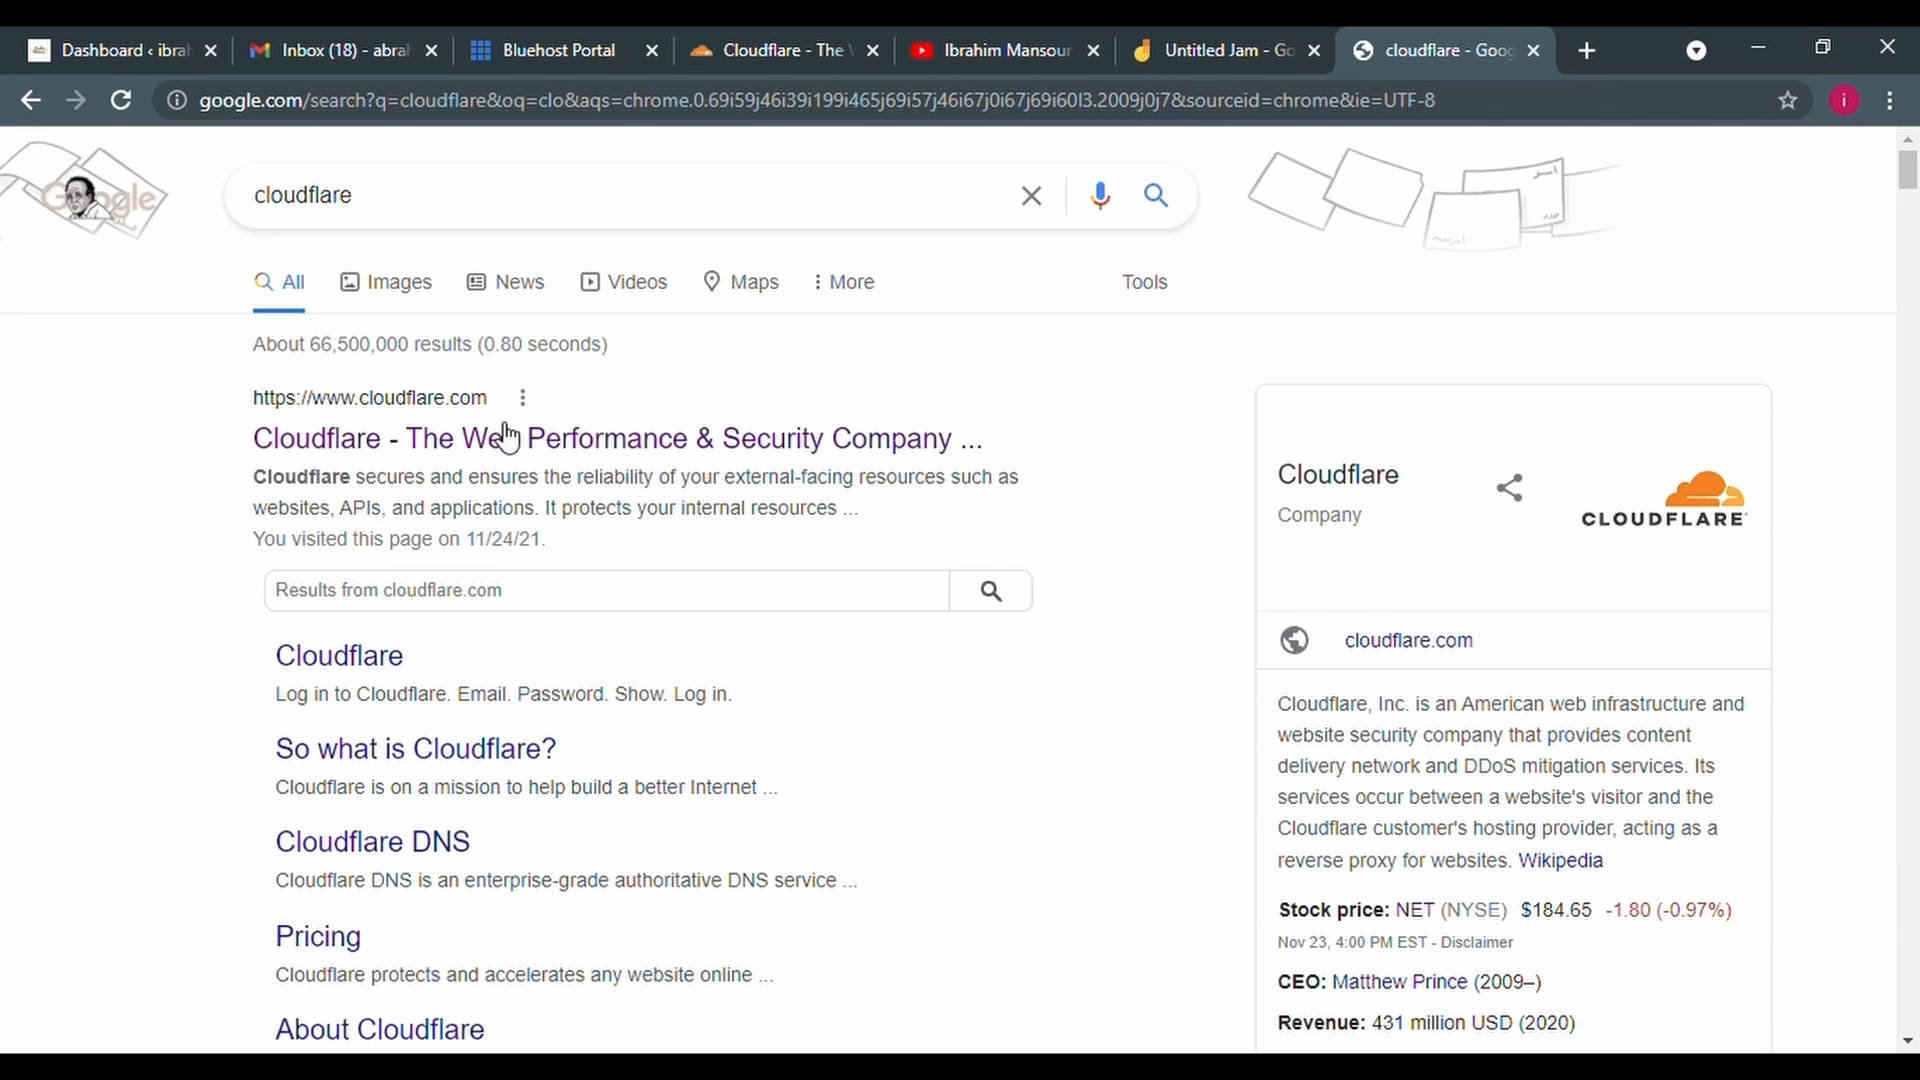 Dashboard ‹ ibrah
Inbox (18) - abrah
Bluehost Portal
Cloudflare - The W
Ibrahim Mansour
Untitled Jam - Go
cloudflare - Goog
google.com/search?q=cloudflare&oq=clo&aqs=chrome.0.69i59j46i39i199i465j69i57j46i67j0i67j69i60l3.2009j0j7&sourceid=chrome&ie=UTF-8
i
Google
cloudflare
All
Images
News
Videos
Maps
More
Tools
About 66,500,000 results (0.80 seconds)
https://www.cloudflare.com
Cloudflare - The We Performance & Security Company ...
Cloudflare secures and ensures the reliability of your external-facing resources such as
websites, APIs, and applications. It protects your internal resources ...
You visited this page on 11/24/21.
Results from cloudflare.com
Cloudflare
Log in to Cloudflare. Email. Password. Show. Log in.
So what is Cloudflare?
Cloudflare is on a mission to help build a better Internet ...
Cloudflare DNS
Cloudflare DNS is an enterprise-grade authoritative DNS service ...
Pricing
Cloudflare protects and accelerates any website online ...
About Cloudflare
Cloudflare
Company
CLOUDFLARE
cloudflare.com
Cloudflare, Inc. is an American web infrastructure and
website security company that provides content
delivery network and DDoS mitigation services. Its
services occur between a website's visitor and the
Cloudflare customer's hosting provider, acting as a
reverse proxy for websites. Wikipedia
Stock price: NET (NYSE) $184.65 -1.80 (-0.97%)
Nov 23, 4:00 PM EST - Disclaimer
CEO: Matthew Prince (2009–)
Revenue: 431 million USD (2020)